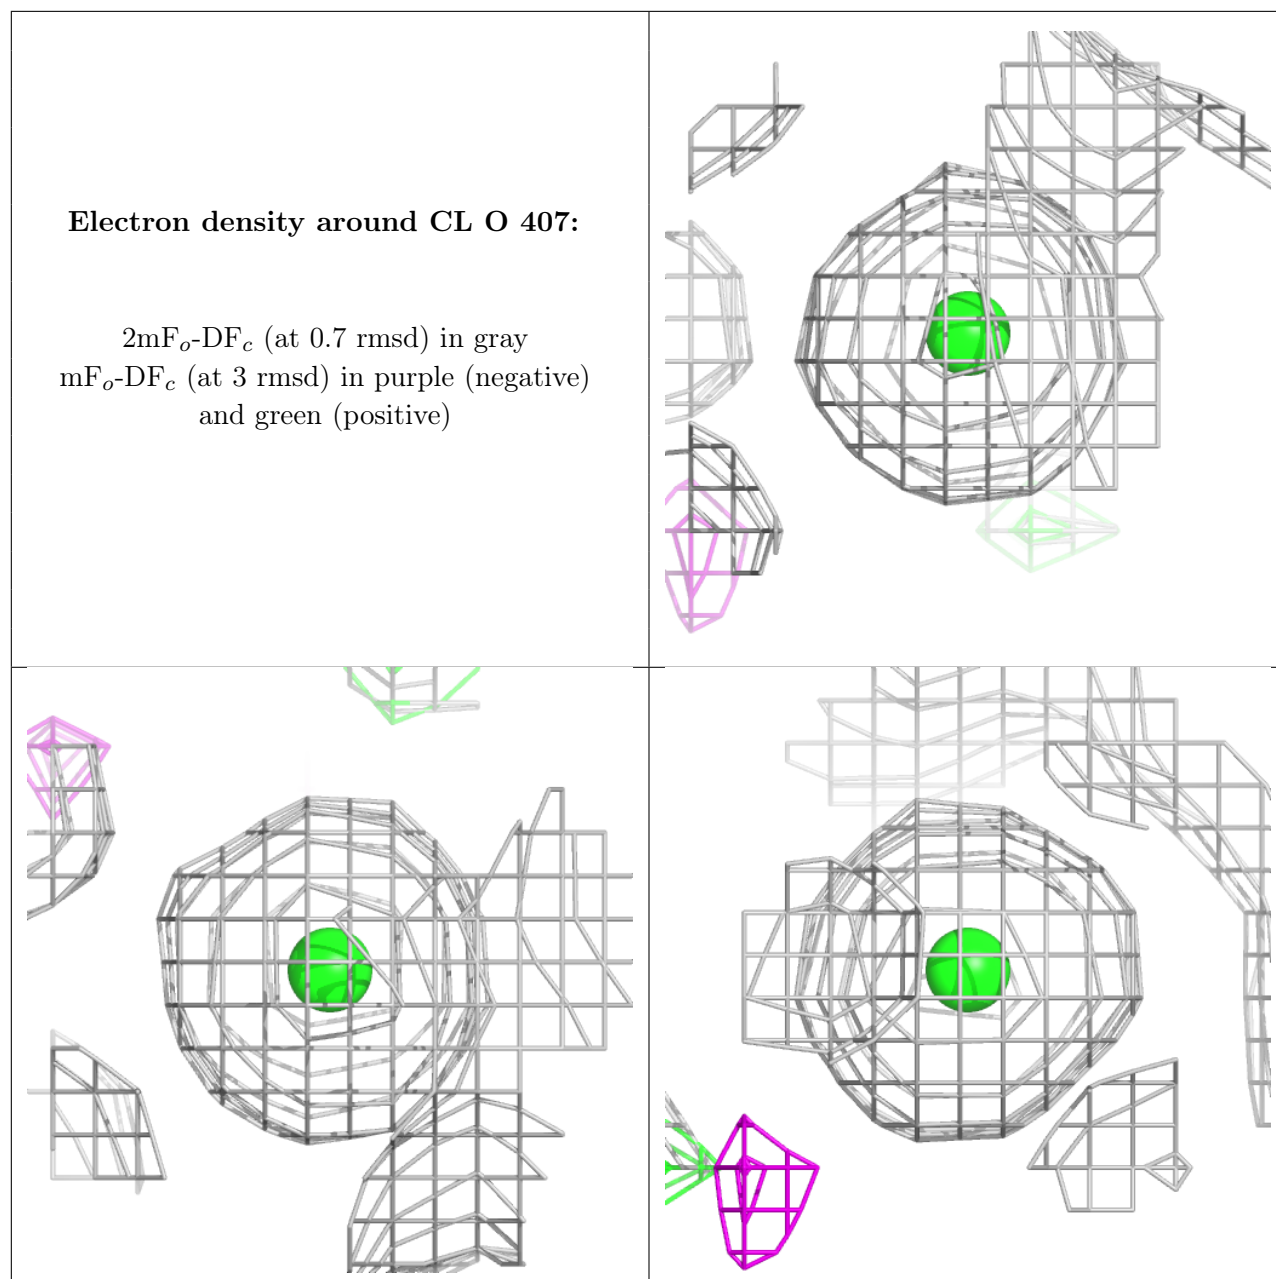 Electron density around CL O 407:
2mFₒ-DF𝒸 (at 0.7 rmsd) in gray
mFₒ-DF𝒸 (at 3 rmsd) in purple (negative)
and green (positive)